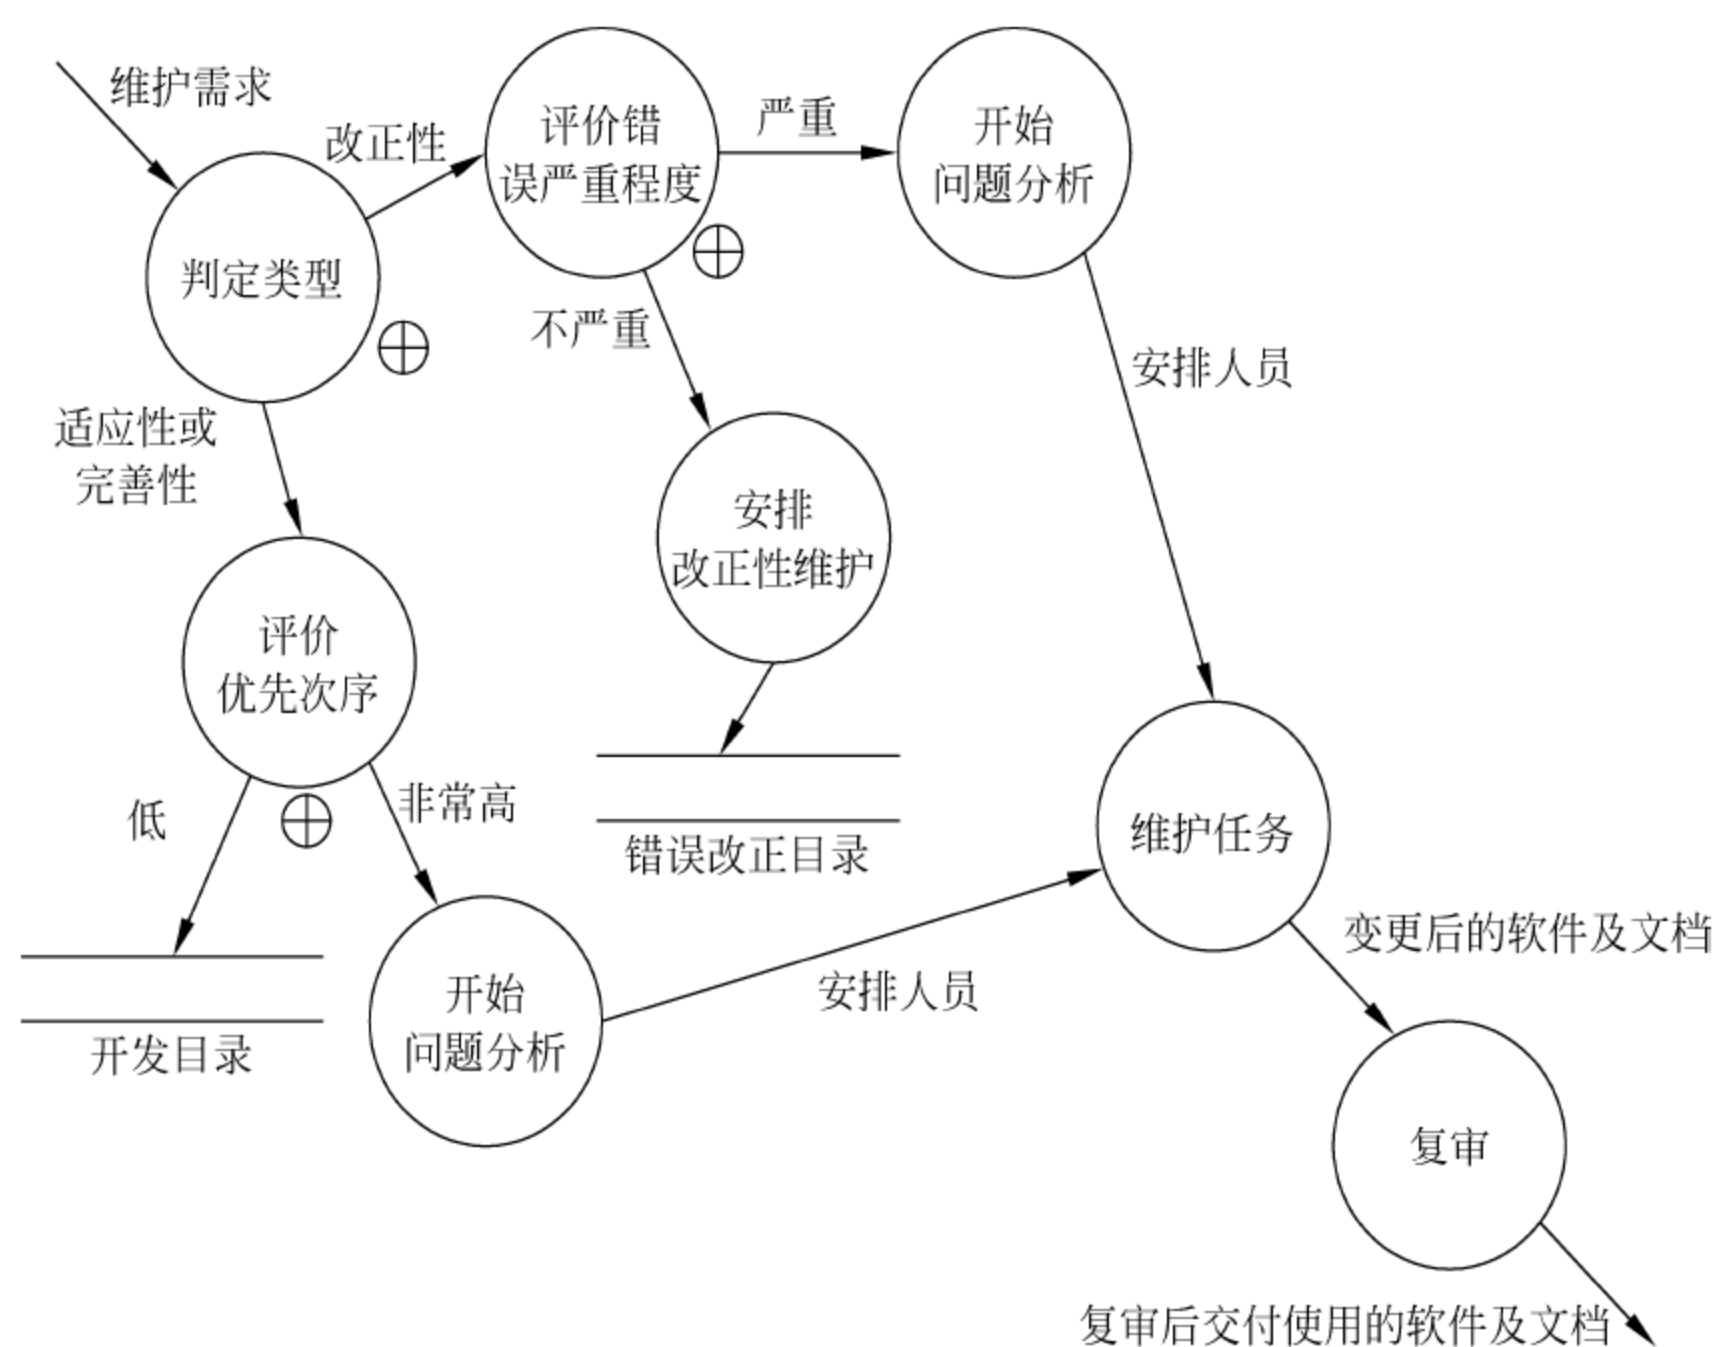 维护需求
改正性
评价错
误严重程度
严重
开始
问题分析
判定类型
不严重
安排人员
适应性或
完善性
安排
改正性维护
评价
优先次序
低
非常高
错误改正目录
维护任务
变更后的软件及文档
安排人员
开始
问题分析
开发目录
复审
复审后交付使用的软件及文档